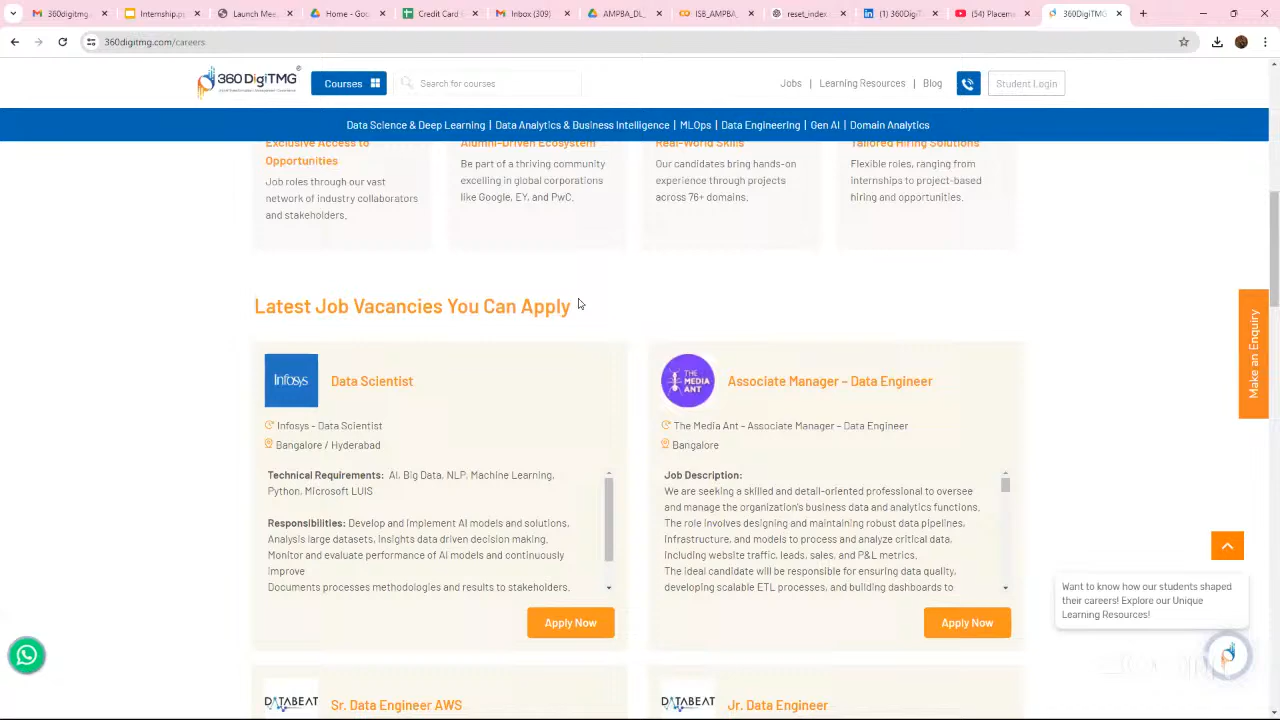 360digitmg
Internship.pp
Launch Mee
Home - Goo
Credit Card
Inbox (309)
AMPBA_DL
ISB_AMPBA
reset_index
(1) 360DigiT
(54) Placeme
360DigiTMG
360digitmg.com/careers
360 DigiTMG
Courses
Search for courses
Jobs | Learning Resources | Blog
Student Login
Data Science & Deep Learning | Data Analytics & Business Intelligence | MLOps | Data Engineering | Gen AI | Domain Analytics
Exclusive Access to
Opportunities
Job roles through our vast
network of industry collaborators
and stakeholders.
Alumni-Driven Ecosystem
Be part of a thriving community
excelling in global corporations
like Google, EY, and PwC.
Real-World Skills
Our candidates bring hands-on
experience through projects
across 76+ domains.
Tailored Hiring Solutions
Flexible roles, ranging from
internships to project-based
hiring and opportunities.
Latest Job Vacancies You Can Apply
Infosys
Data Scientist
Infosys - Data Scientist
Bangalore / Hyderabad
Technical Requirements: AI, Big Data, NLP, Machine Learning,
Python, Microsoft LUIS
Responsibilities: Develop and implement AI models and solutions,
Analysis large datasets, Insights data driven decision making.
Monitor and evaluate performance of AI models and continuously
improve
Documents processes methodologies and results to stakeholders.
Apply Now
THE
MEDIA
ANT
Associate Manager – Data Engineer
The Media Ant - Associate Manager – Data Engineer
Bangalore
Job Description:
We are seeking a skilled and detail-oriented professional to oversee
and manage the organization's business data and analytics functions.
The role involves designing and maintaining robust data pipelines,
infrastructure, and models to process and analyze critical data,
including website traffic, leads, sales, and P&L metrics.
The ideal candidate will be responsible for ensuring data quality,
developing scalable ETL processes, and building dashboards to
Apply Now
DATABEAT
Sr. Data Engineer AWS
DATABEAT
Jr. Data Engineer
Make an Enquiry
Want to know how our students shaped
their careers! Explore our Unique
Learning Resources!